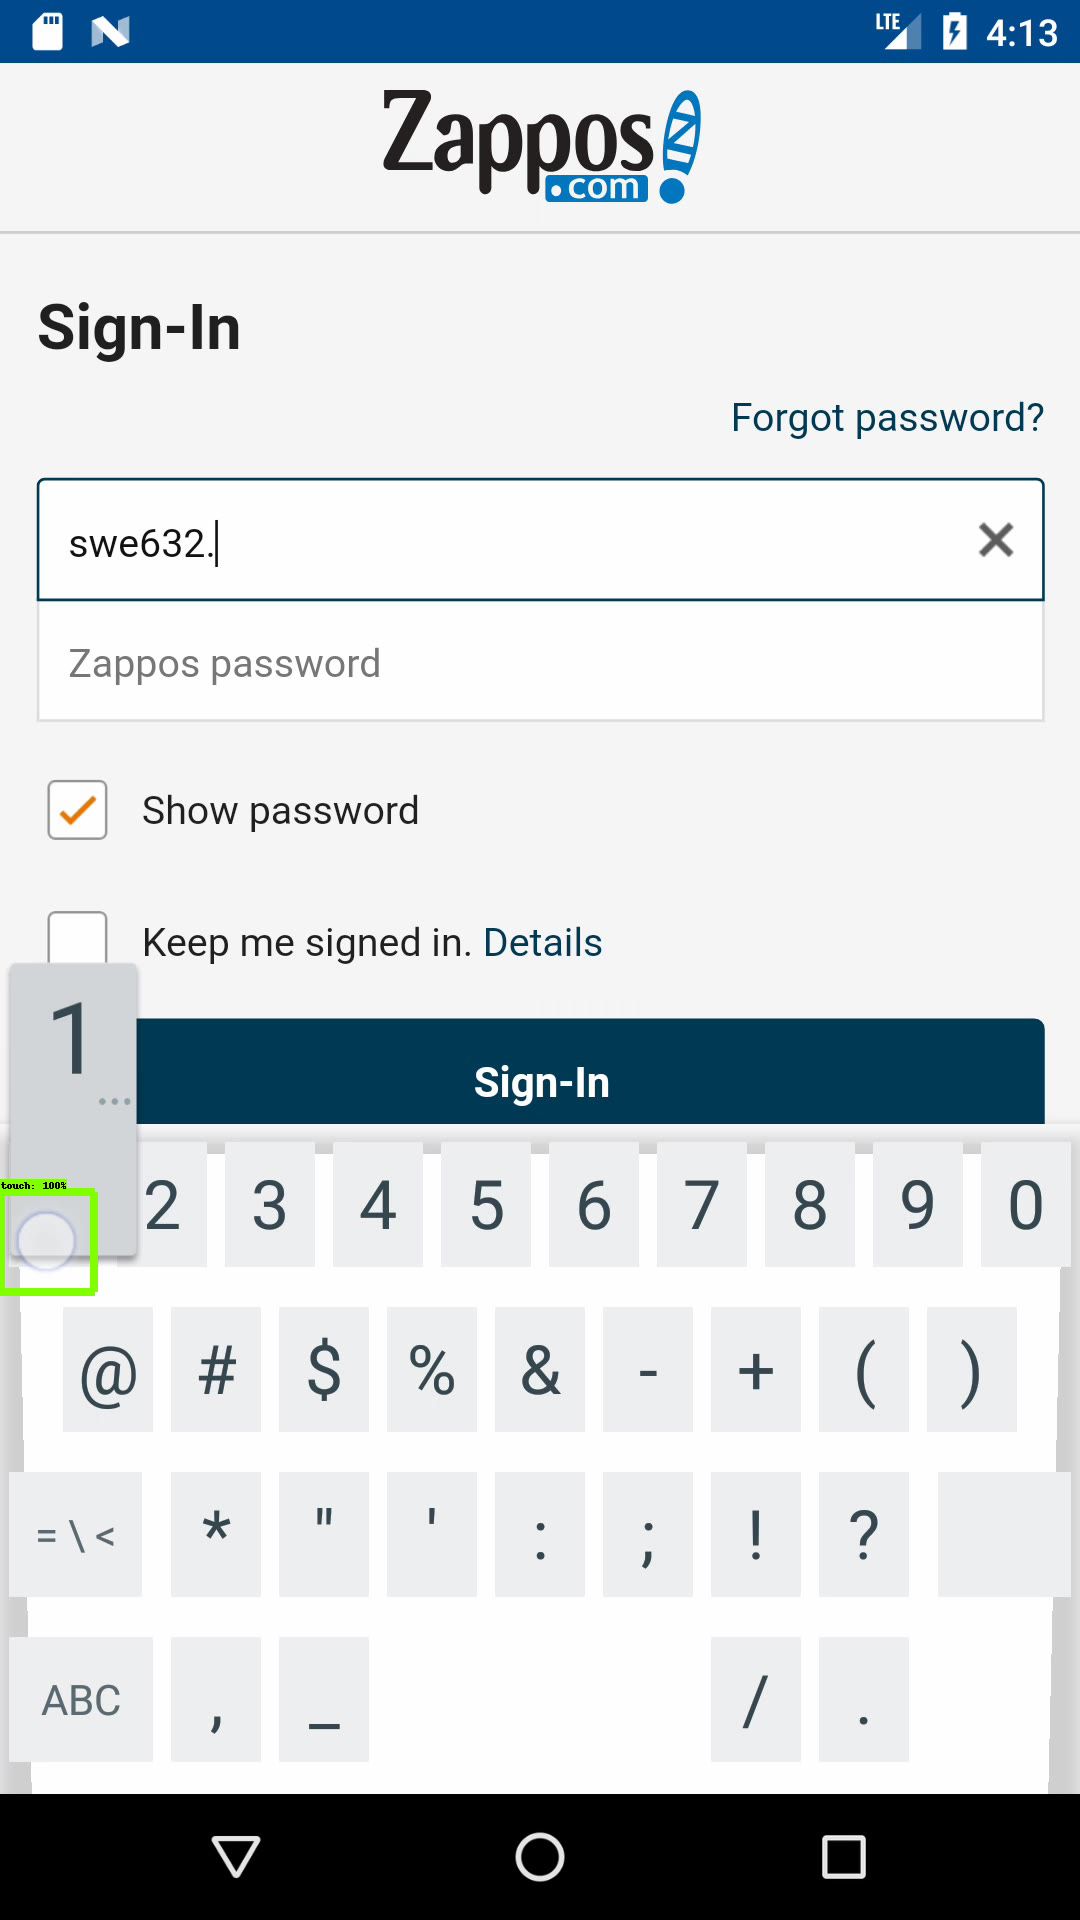 LTE 4:13
Zappos
.com
Sign-In
Forgot password?
swe632.
Zappos password
Show password
Keep me signed in. Details
1
...
Sign-In
touch: 100%
2 3 4 5 6 7 8 9 0
@ # $ % & - + ( )
= \ < * " ' : ; ! ?
ABC , _ / .